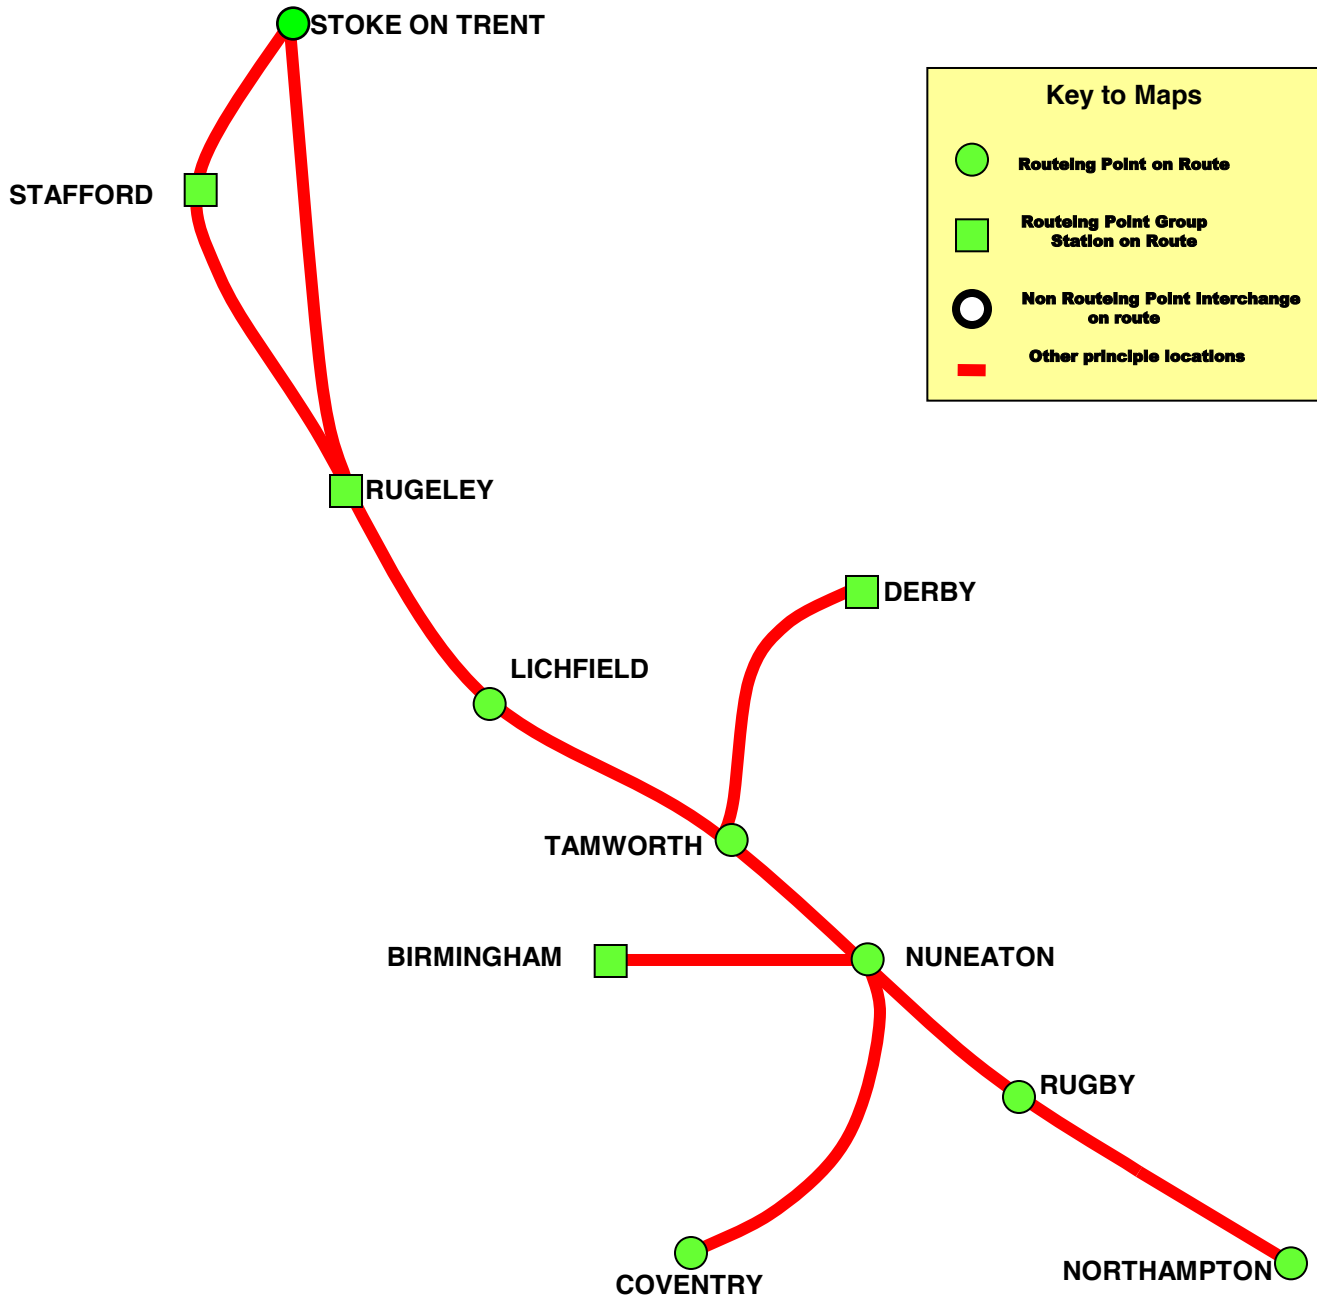 STOKE ON TRENT
Key to Maps
Routeing Point on Route
STAFFORD
Routeing Point Group
Station on Route
Non Routeing Point Interchange
on route
Other principle locations
RUGELEY
DERBY
LICHFIELD
TAMWORTH
BIRMINGHAM
NUNEATON
RUGBY
NORTHAMPTON
COVENTRY